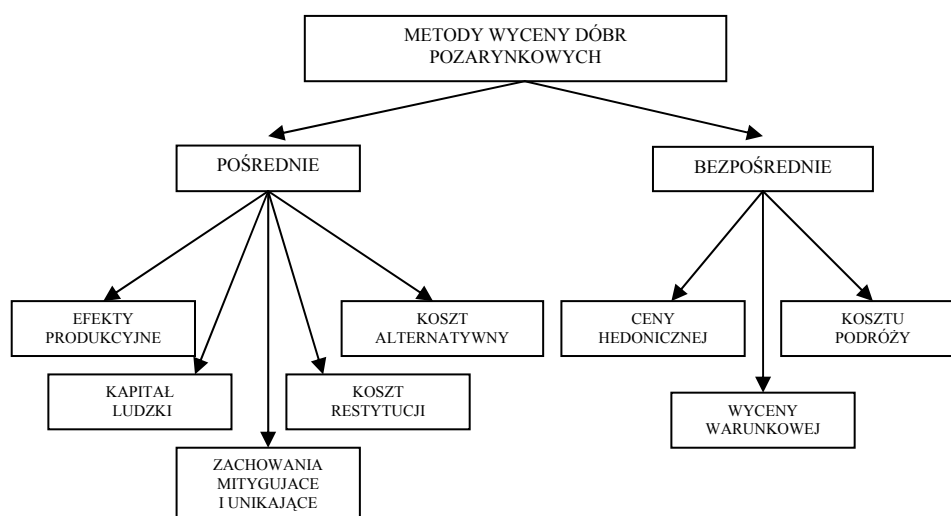 METODY WYCENY DÓBR
POZARYNKOWYCH
POŚREDNIE
BEZPOŚREDNIE
EFEKTY
PRODUKCYJNE
KOSZT
ALTERNATYWNY
CENY
HEDONICZNEJ
KOSZTU
PODRÓŻY
KAPITAŁ
LUDZKI
KOSZT
RESTYTUCJI
WYCENY
WARUNKOWEJ
ZACHOWANIA
MITYGUJACE
I UNIKAJĄCE